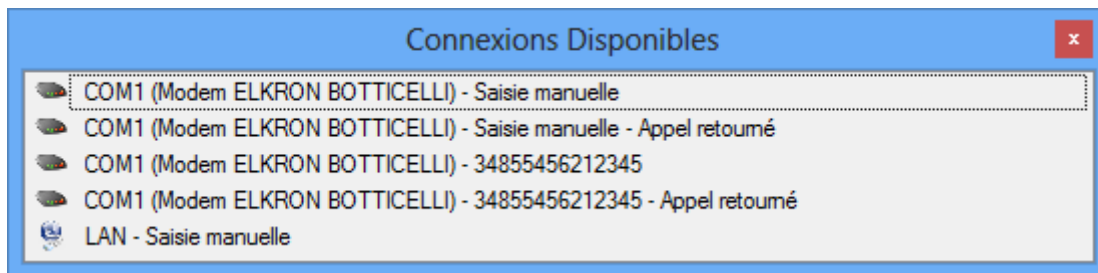 Connexions Disponibles
x
COM1 (Modem ELKRON BOTTICELLI) - Saisie manuelle
COM1 (Modem ELKRON BOTTICELLI) - Saisie manuelle - Appel retourné
COM1 (Modem ELKRON BOTTICELLI) - 34855456212345
COM1 (Modem ELKRON BOTTICELLI) - 34855456212345 - Appel retourné
LAN - Saisie manuelle